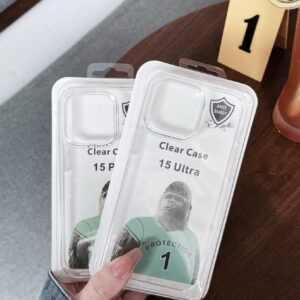 1
Clear Case
15 P
Clear Case
15 Ultra
PROTECTION
1